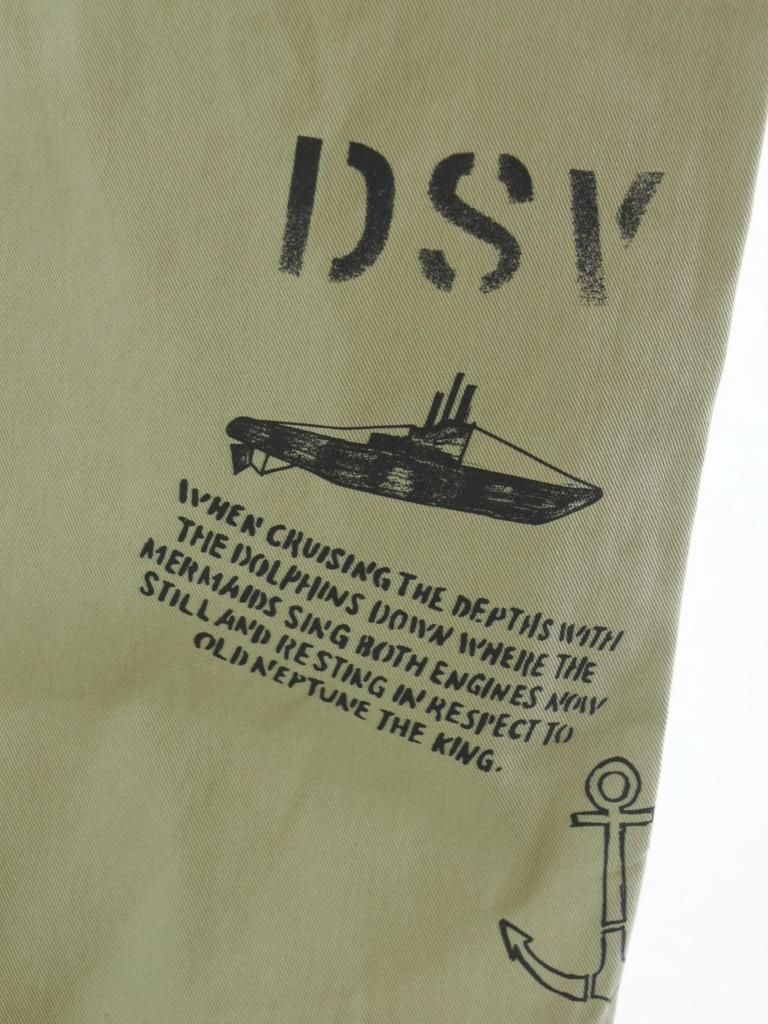 DSV
WHEN CRUISING THE DEPTHS WITH
THE DOLPHINS DOWN WHERE THE
MERMAIDS SING BOTH ENGINES NOW
STILL AND RESTING IN RESPECT TO
OLD NEPTUNE THE KING.